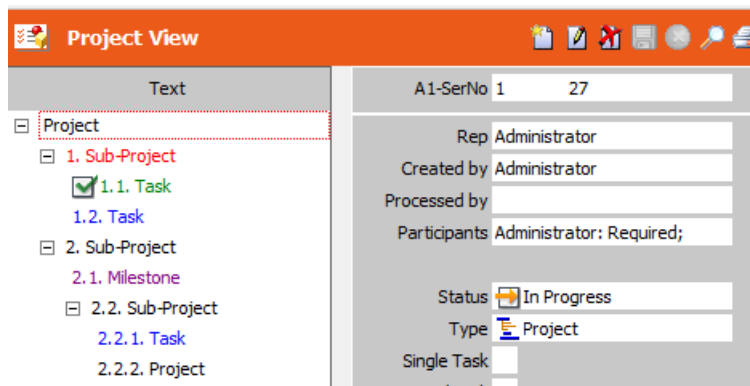 Project View
Text
Project
1. Sub-Project
1.1. Task
1.2. Task
2. Sub-Project
2.1. Milestone
2.2. Sub-Project
2.2.1. Task
2.2.2. Project
A1-SerNo 1 27
Rep Administrator
Created by Administrator
Processed by
Participants Administrator: Required;
Status In Progress
Type Project
Single Task